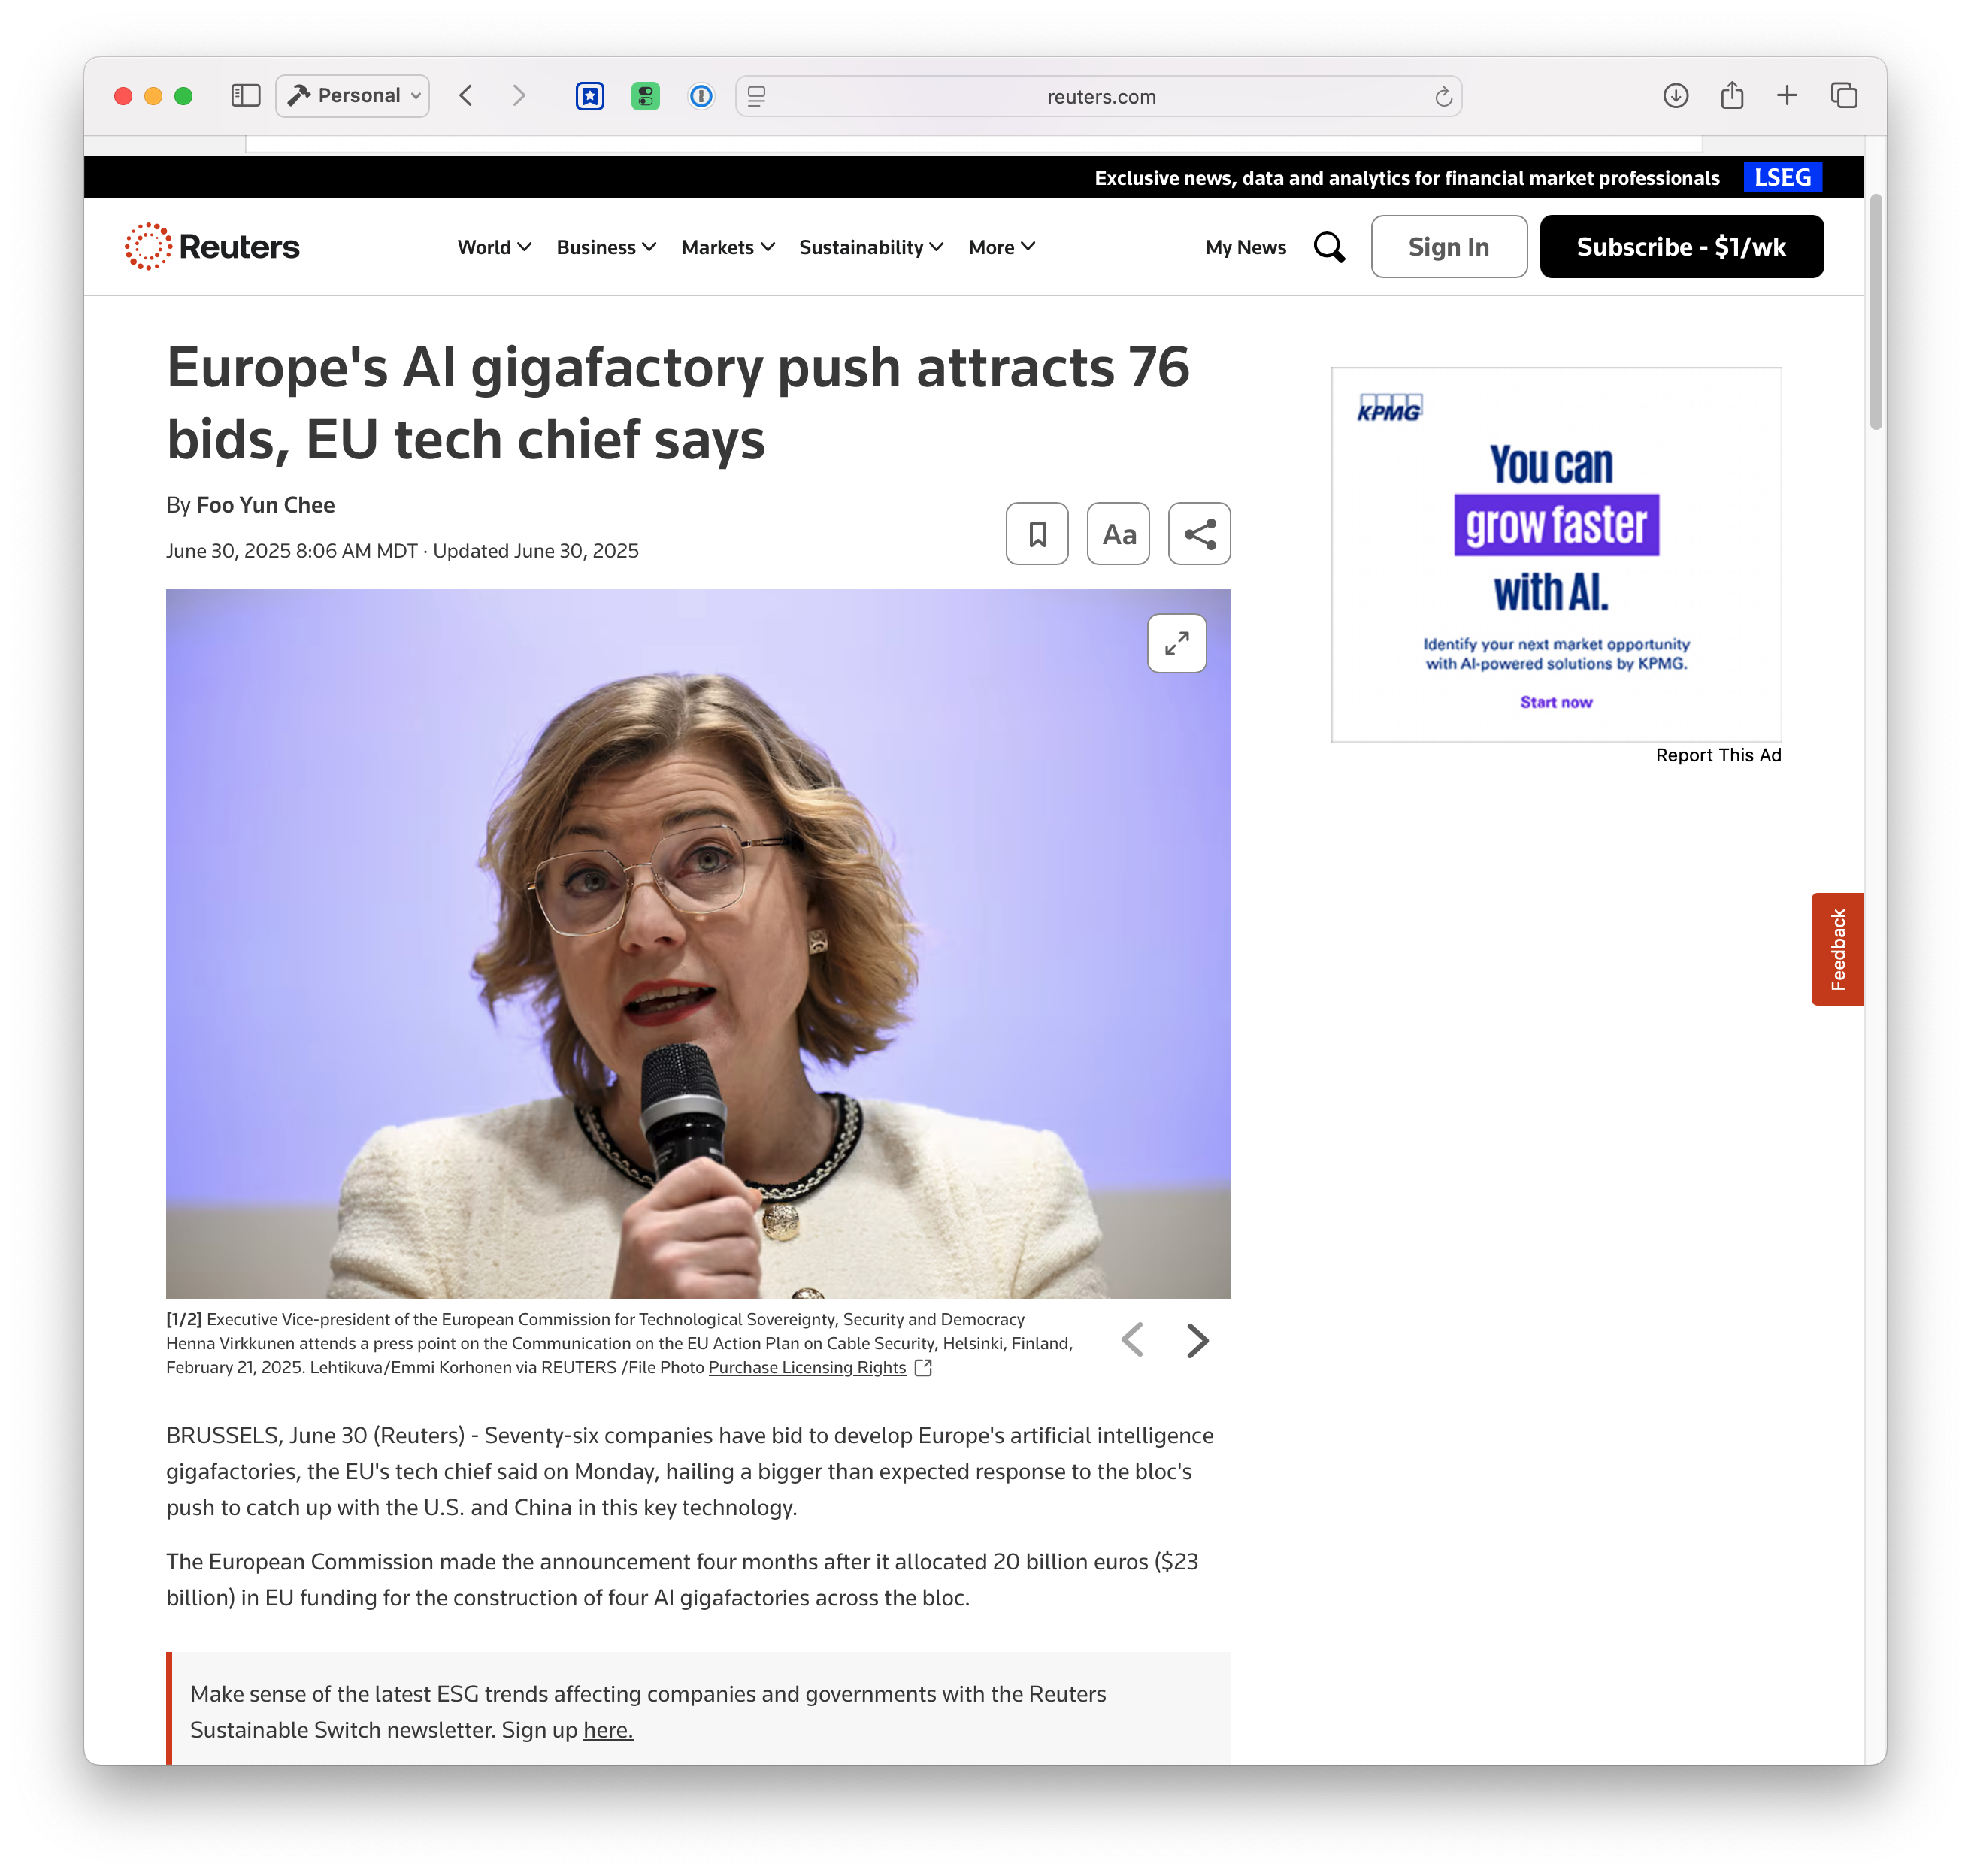 Personal
reuters.com
Exclusive news, data and analytics for financial market professionals LSEG
Reuters
World Business Markets Sustainability More
My News
Sign In
Subscribe - $1/wk
Europe's AI gigafactory push attracts 76
bids, EU tech chief says
By Foo Yun Chee
June 30, 2025 8:06 AM MDT · Updated June 30, 2025
Aa
[1/2] Executive Vice-president of the European Commission for Technological Sovereignty, Security and Democracy
Henna Virkkunen attends a press point on the Communication on the EU Action Plan on Cable Security, Helsinki, Finland,
February 21, 2025. Lehtikuva/Emmi Korhonen via REUTERS /File Photo Purchase Licensing Rights
BRUSSELS, June 30 (Reuters) - Seventy-six companies have bid to develop Europe's artificial intelligence
gigafactories, the EU's tech chief said on Monday, hailing a bigger than expected response to the bloc's
push to catch up with the U.S. and China in this key technology.
The European Commission made the announcement four months after it allocated 20 billion euros ($23
billion) in EU funding for the construction of four AI gigafactories across the bloc.
Make sense of the latest ESG trends affecting companies and governments with the Reuters
Sustainable Switch newsletter. Sign up here.
KPMG
You can
grow faster
with AI.
Identify your next market opportunity
with AI-powered solutions by KPMG.
Start now
Report This Ad
Feedback